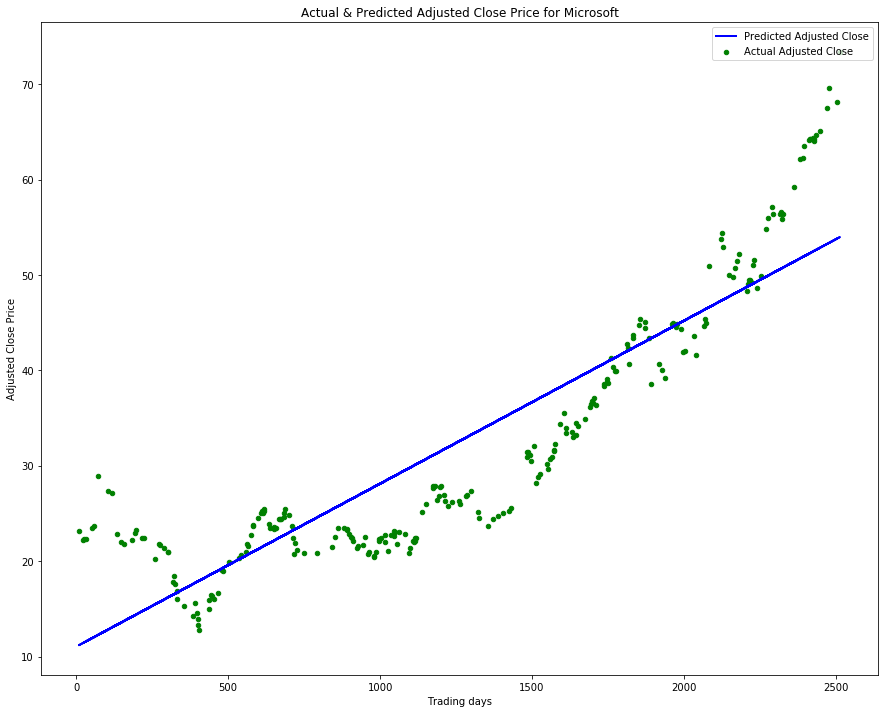 Actual & Predicted Adjusted Close Price for Microsoft
Predicted Adjusted Close
Actual Adjusted Close
Adjusted Close Price
70
60
50
40
30
20
10
0
500
1000
1500
2000
2500
Trading days